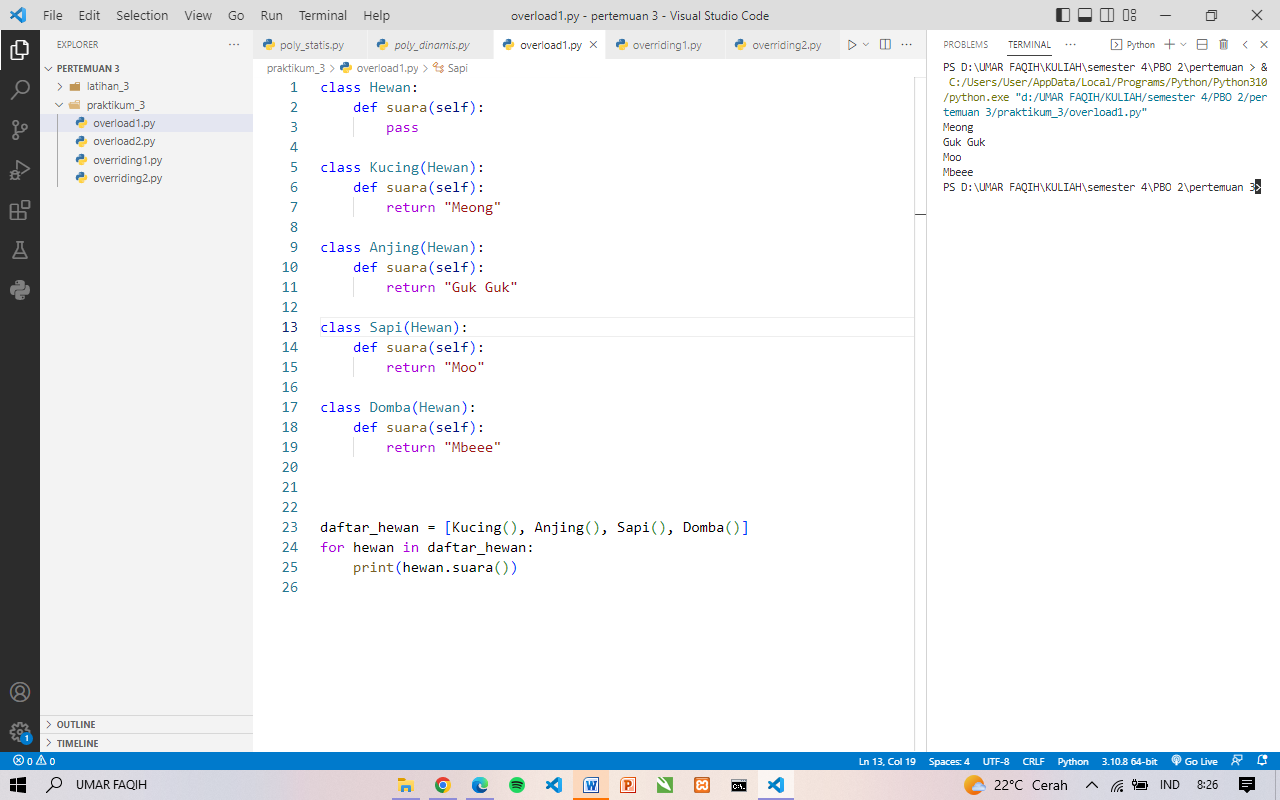 File Edit Selection View Go Run Terminal Help
overload1.py - pertemuan 3 - Visual Studio Code
EXPLORER
PERTEMUAN 3
latihan_3
praktikum_3
overload1.py
overload2.py
overriding1.py
overriding2.py
OUTLINE
TIMELINE
poly_statis.py poly_dinamis.py overload1.py overriding1.py overriding2.py
praktikum_3 > overload1.py > Sapi
1 class Hewan:
2 def suara(self):
3 pass
4
5 class Kucing(Hewan):
6 def suara(self):
7 return "Meong"
8
9 class Anjing(Hewan):
10 def suara(self):
11 return "Guk Guk"
12
13 class Sapi(Hewan):
14 def suara(self):
15 return "Moo"
16
17 class Domba(Hewan):
18 def suara(self):
19 return "Mbeee"
20
21
22
23 daftar_hewan = [Kucing(), Anjing(), Sapi(), Domba()]
24 for hewan in daftar_hewan:
25 print(hewan.suara())
26
PROBLEMS TERMINAL Python
PS D:\UMAR FAQIH\KULIAH\semester 4\PBO 2\pertemuan > &
C:/Users/User/AppData/Local/Programs/Python/Python310
/python.exe "d:/UMAR FAQIH/KULIAH/semester 4/PBO 2/per
temuan 3/praktikum_3/overload1.py"
Meong
Guk Guk
Moo
Mbeee
PS D:\UMAR FAQIH\KULIAH\semester 4\PBO 2\pertemuan 3>
1
0 0 Ln 13, Col 19 Spaces: 4 UTF-8 CRLF Python 3.10.8 64-bit Go Live
UMAR FAQIH 22°C Cerah IND 8:26